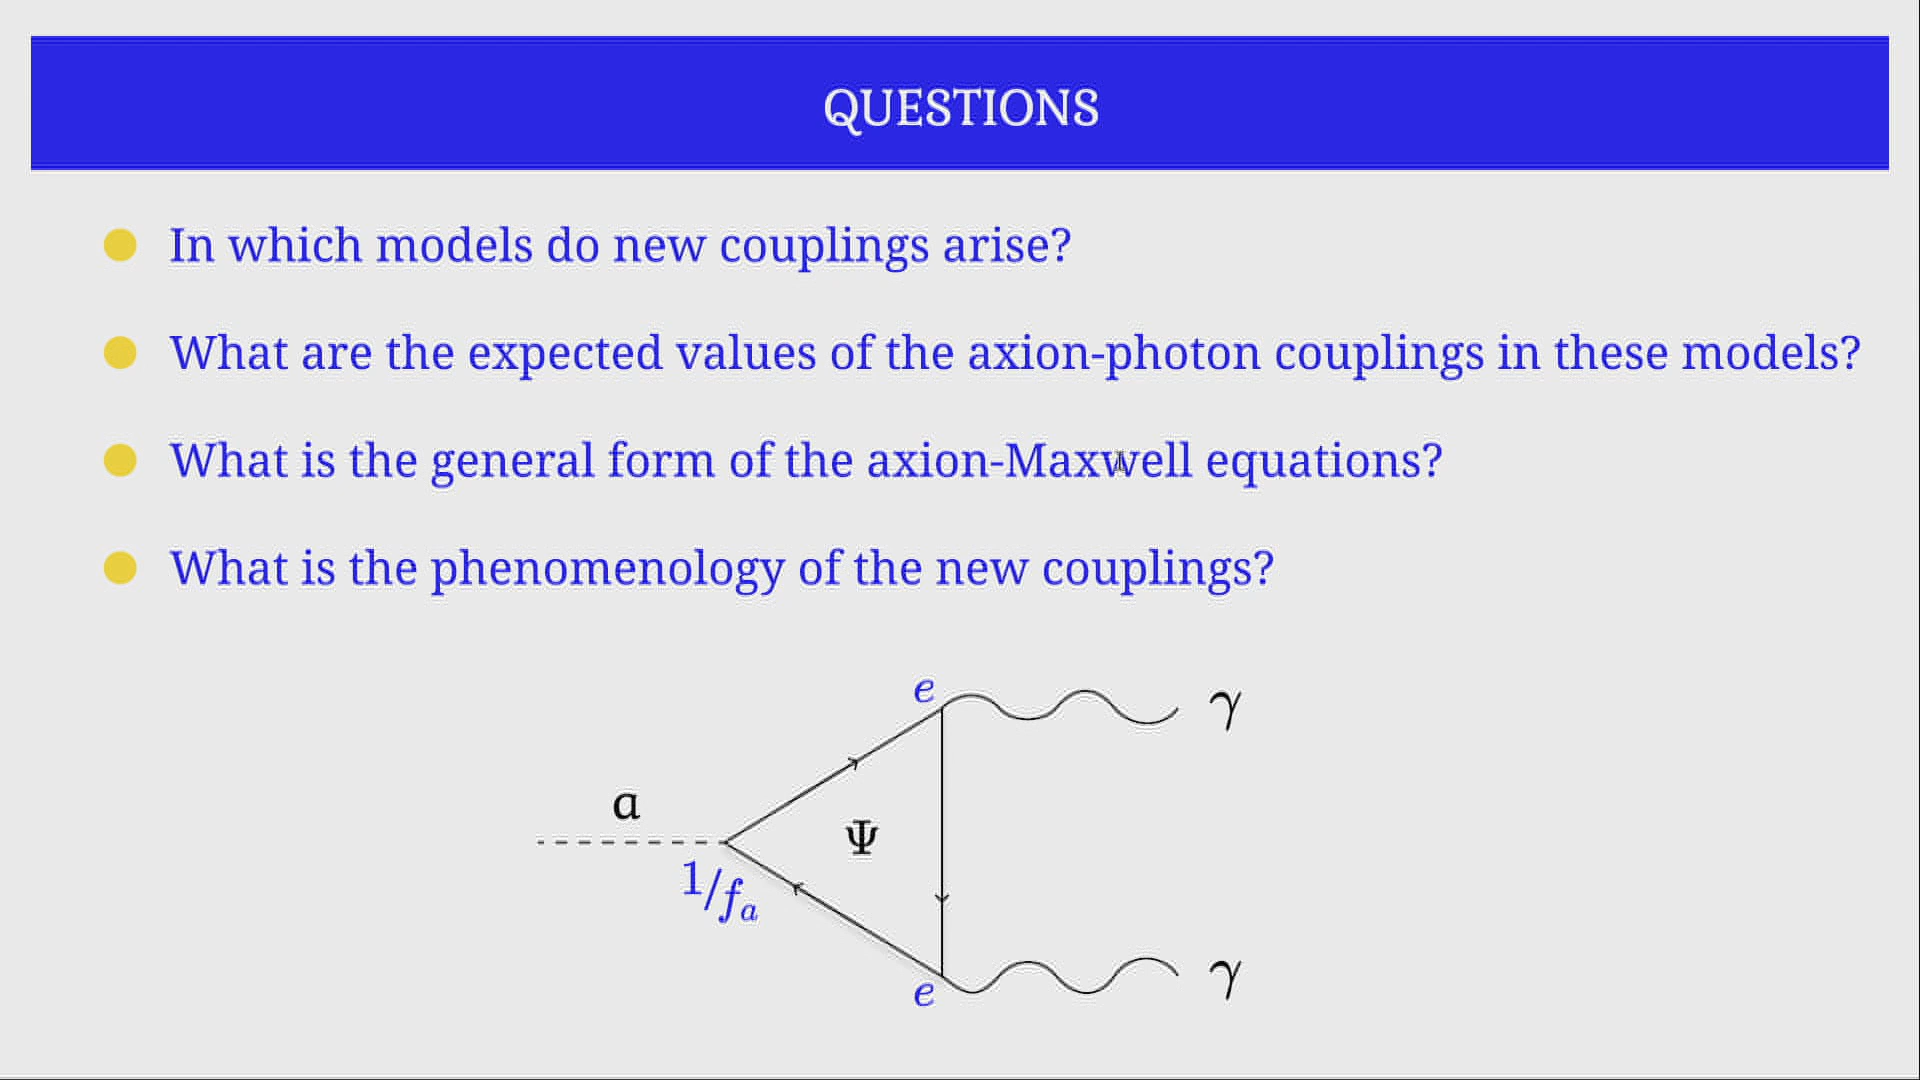 QUESTIONS
In which models do new couplings arise?
What are the expected values of the axion-photon couplings in these models?
What is the general form of the axion-Maxwell equations?
What is the phenomenology of the new couplings?
e
γ
a
Ψ
1/fₐ
e
γ